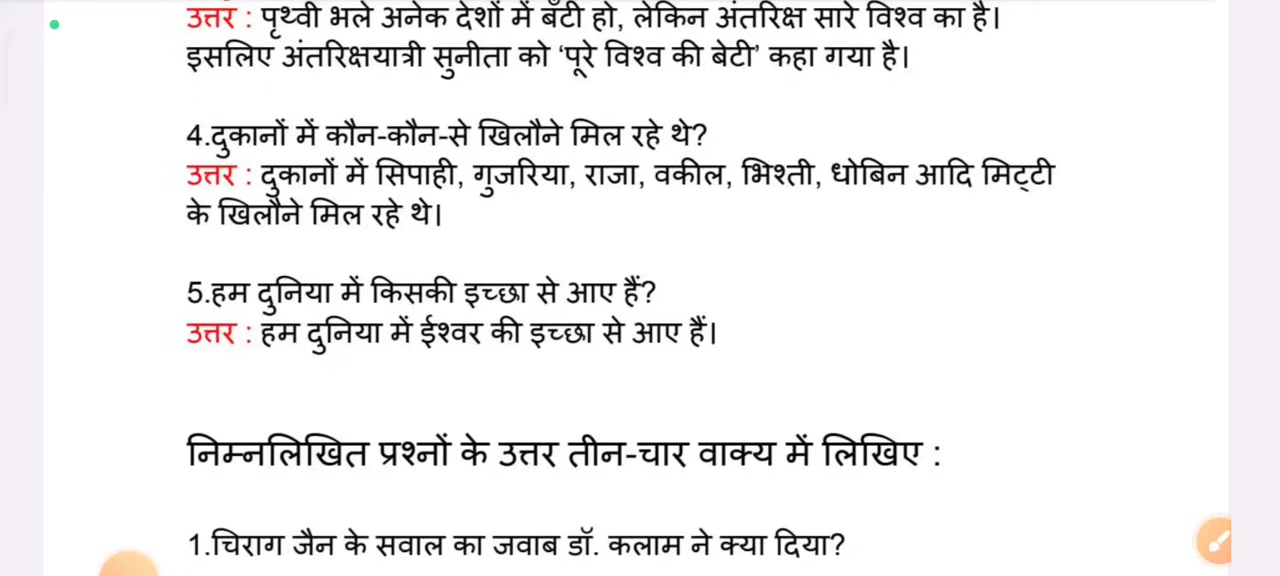 उत्तर : पृथ्वी भले अनेक देशों में बँटी हो, लेकिन अंतरिक्ष सारे विश्व का है।
इसलिए अंतरिक्षयात्री सुनीता को ‘पूरे विश्व की बेटी’ कहा गया है।
4.दुकानों में कौन-कौन-से खिलौने मिल रहे थे?
उत्तर : दुकानों में सिपाही, गुजरिया, राजा, वकील, भिश्ती, धोबिन आदि मिट्टी
के खिलौने मिल रहे थे।
5.हम दुनिया में किसकी इच्छा से आए हैं?
उत्तर : हम दुनिया में ईश्वर की इच्छा से आए हैं।
निम्नलिखित प्रश्नों के उत्तर तीन-चार वाक्य में लिखिए :
1.चिराग जैन के सवाल का जवाब डॉ. कलाम ने क्या दिया?